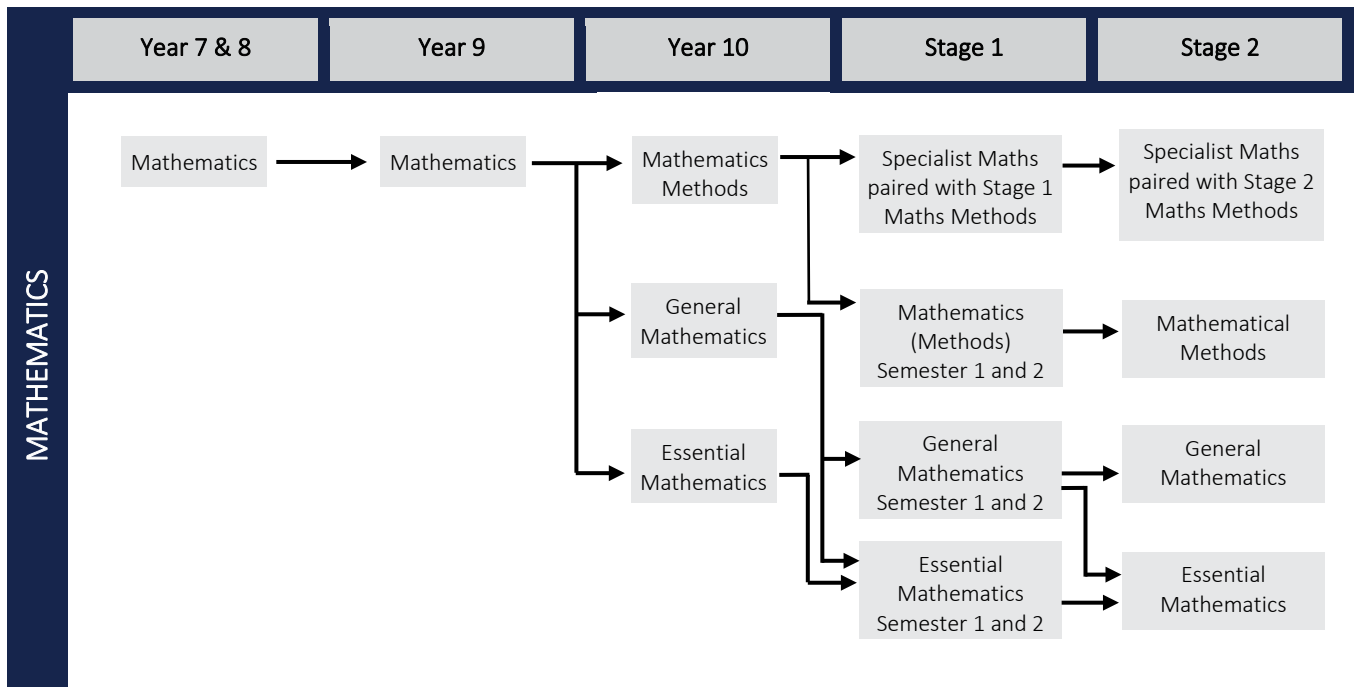 Year 7 & 8
Year 9
Year 10
Stage 1
Stage 2
MATHEMATICS
Mathematics
Mathematics
Mathematics
Methods
Specialist Maths
paired with Stage 1
Maths Methods
Specialist Maths
paired with Stage 2
Maths Methods
General
Mathematics
Mathematics
(Methods)
Semester 1 and 2
Mathematical
Methods
Essential
Mathematics
General
Mathematics
Semester 1 and 2
General
Mathematics
Essential
Mathematics
Semester 1 and 2
Essential
Mathematics